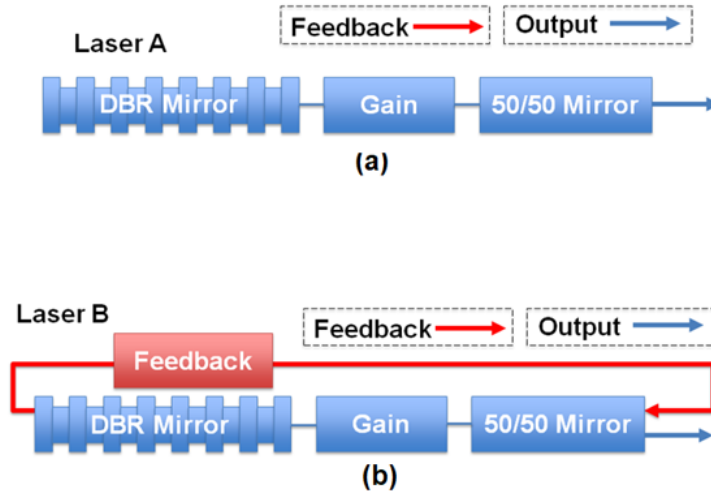 Laser A
Feedback
Output
DBR Mirror
Gain
50/50 Mirror
(a)
Laser B
Feedback
Output
Feedback
DBR Mirror
Gain
50/50 Mirror
(b)